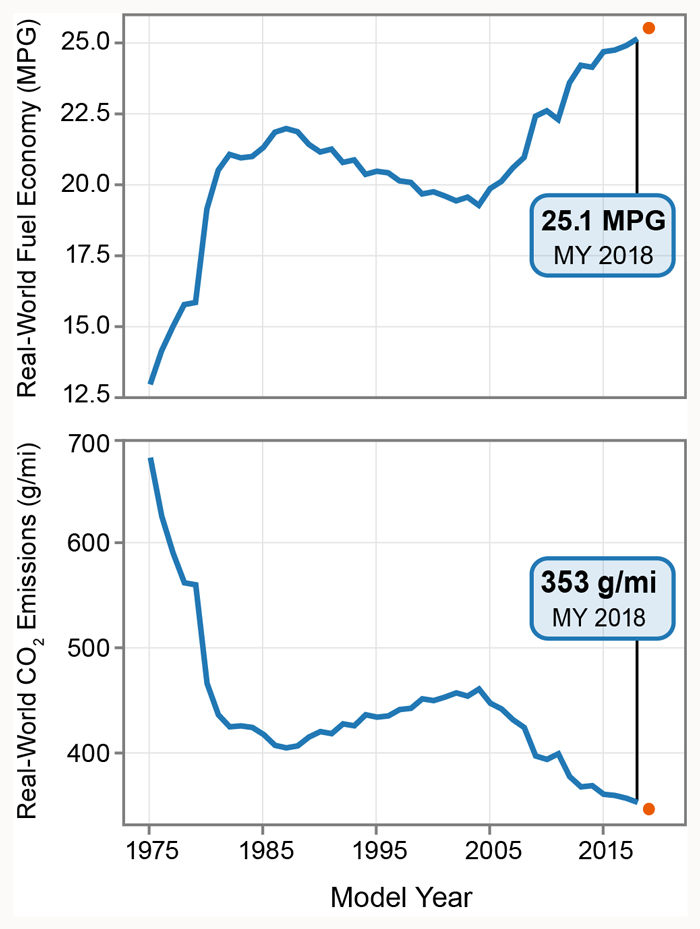 Real-World Fuel Economy (MPG)
25.0
22.5
20.0
17.5
15.0
12.5
25.1 MPG
MY 2018
Real-World CO₂ Emissions (g/mi)
700
600
500
400
353 g/mi
MY 2018
1975 1985 1995 2005 2015
Model Year